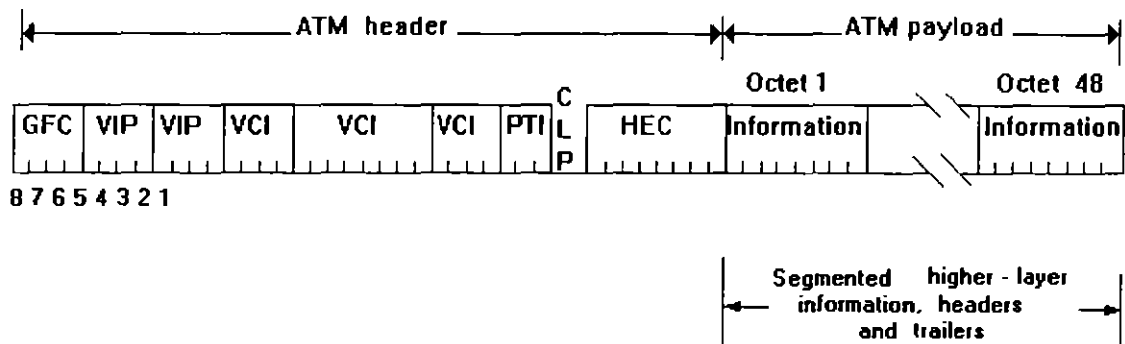 ATM header ATM payload
Octet 1 Octet 48
GFC VIP VIP VCI VCI VCI PTI CLP HEC Information Information
8 7 6 5 4 3 2 1
Segmented higher - layer
information, headers
and trailers